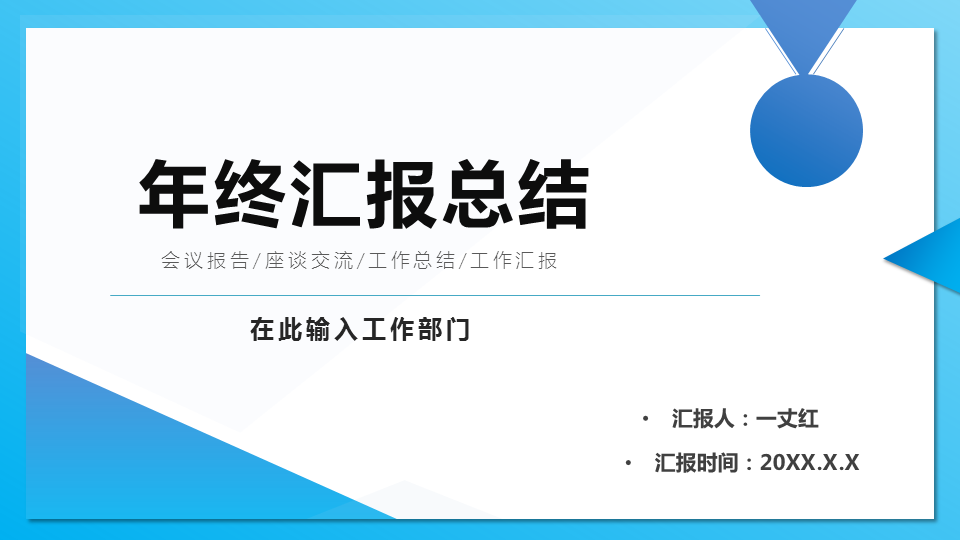 年终汇报总结
会议报告/座谈交流/工作总结/工作汇报
在此输入工作部门
• 汇报人：一丈红
• 汇报时间：20XX.X.X